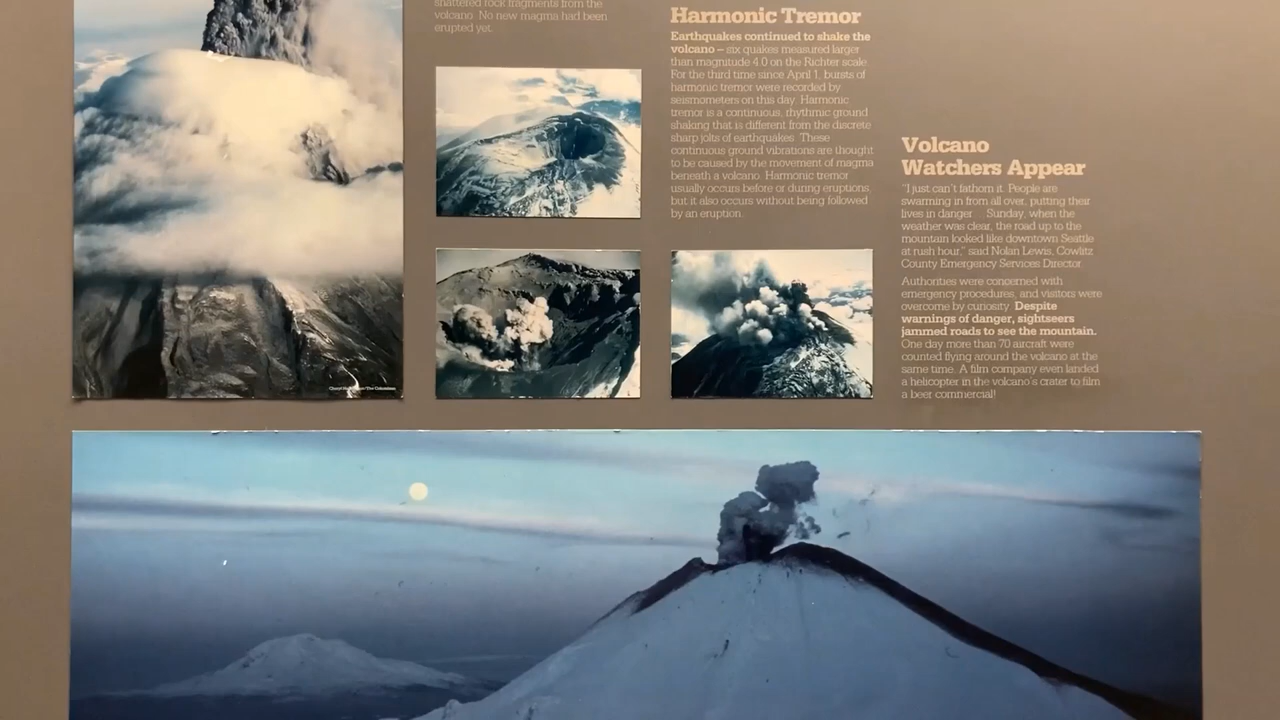 shattered rock fragments from the
volcano. No new magma had been
erupted yet.
Harmonic Tremor
Earthquakes continued to shake the
volcano – six quakes measured larger
than magnitude 4.0 on the Richter scale.
For the third time since April 1, bursts of
harmonic tremor were recorded by
seismometers on this day. Harmonic
tremor is a continuous, rhythmic ground
shaking that is different from the discrete
sharp jolts of earthquakes. These
continuous ground vibrations are thought
to be caused by the movement of magma
beneath a volcano. Harmonic tremor
usually occurs before or during eruptions,
but it also occurs without being followed
by an eruption.
Volcano
Watchers Appear
"I just can't fathom it. People are
swarming in from all over, putting their
lives in danger . . . Sunday, when the
weather was clear, the road up to the
mountain looked like downtown Seattle
at rush hour," said Nolan Lewis, Cowlitz
County Emergency Services Director.
Authorities were concerned with
emergency procedures, and visitors were
overcome by curiosity. Despite
warnings of danger, sightseers
jammed roads to see the mountain.
One day more than 70 aircraft were
counted flying around the volcano at the
same time. A film company even landed
a helicopter in the volcano's crater to film
a beer commercial!